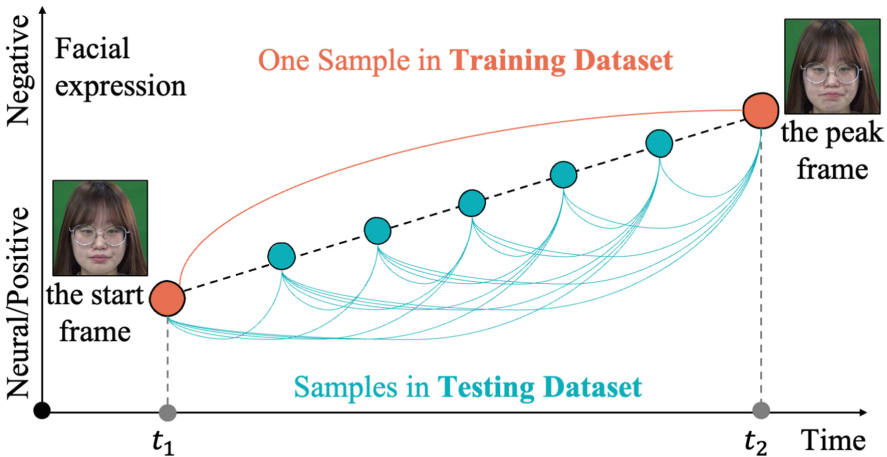 Negative
Neural/Positive
Facial
expression
One Sample in Training Dataset
the peak
frame
the start
frame
Samples in Testing Dataset
t1
t2
Time